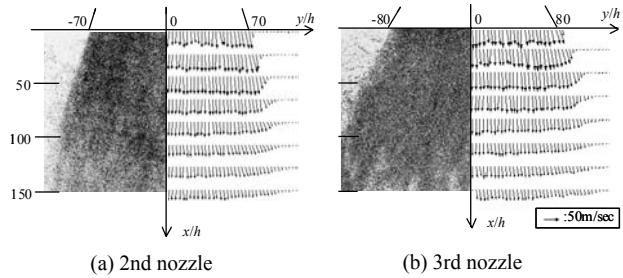 -70 0 70 y/h
50
100
150
x/h
(a) 2nd nozzle
-80 0 80 y/h
x/h
:50m/sec
(b) 3rd nozzle